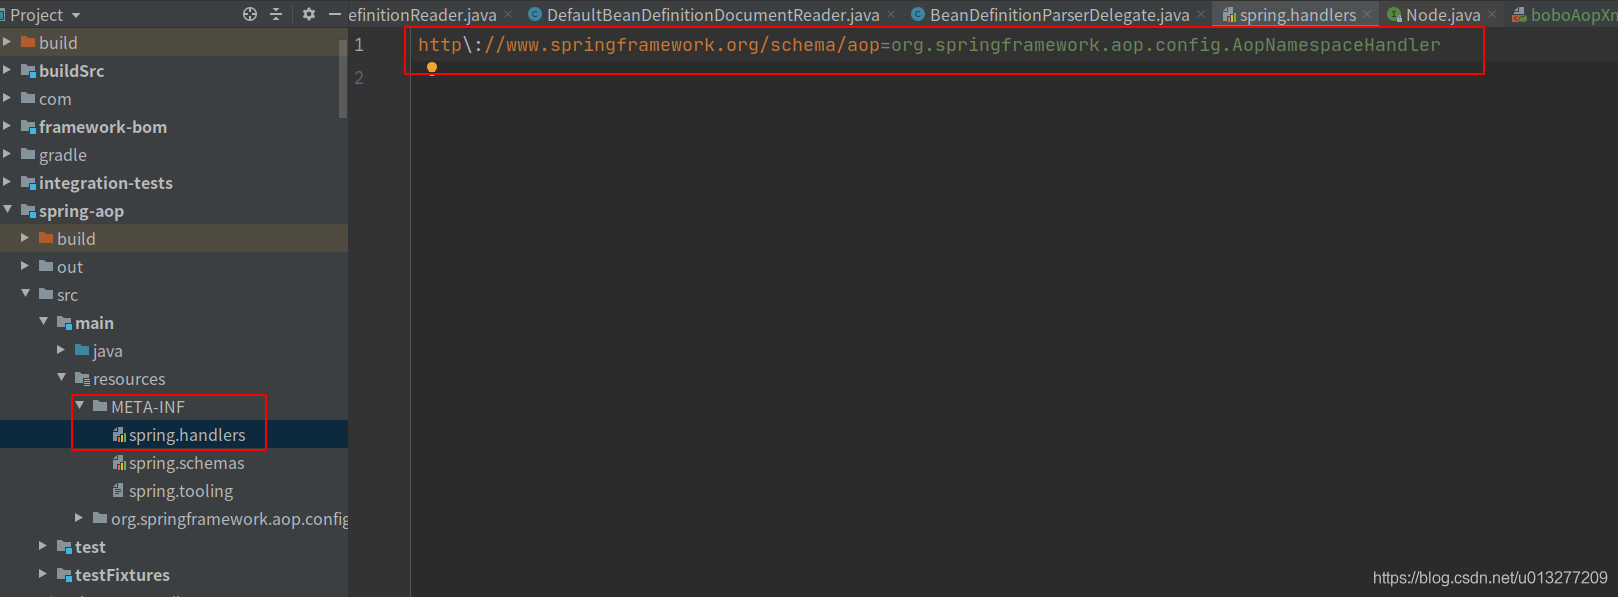 Project
efinitionReader.java
DefaultBeanDefinitionDocumentReader.java
BeanDefinitionParserDelegate.java
spring.handlers
Node.java
boboAopXm
build
buildSrc
com
framework-bom
gradle
integration-tests
spring-aop
build
out
src
main
java
resources
META-INF
spring.handlers
spring.schemas
spring.tooling
org.springframework.aop.config
test
testFixtures
1 http\://www.springframework.org/schema/aop=org.springframework.aop.config.AopNamespaceHandler
2
https://blog.csdn.net/u013277209